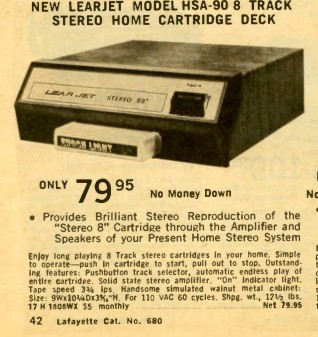 NEW LEARJET MODEL HSA-90 8 TRACK
STEREO HOME CARTRIDGE DECK
LEAR JET STEREO 8
ENOCH LIGHT
ONLY 79 95 No Money Down
No
• Provides Brilliant Stereo Reproduction of the
"Stereo 8" Cartridge through the Amplifier and
Speakers of your Present Home Stereo System
Enjoy long playing 8 Track stereo cartridges in your home. Simple
to operate—push in cartridge to start, pull out to stop. Outstand-
ing features: Pushbutton track selector, automatic endless play of
entire cartridge. Solid state stereo amplifier, "On" indicator light.
Tape speed 3¾ ips. Handsome simulated walnut metal cabinet:
Size: 9Wx10¼Dx3⅝"H. For 110 VAC 60 cycles. Shpg. wt., 12½ lbs.
17 H 1808WX $5 monthly Net 79.95
42 Lafayette Cat. No. 680